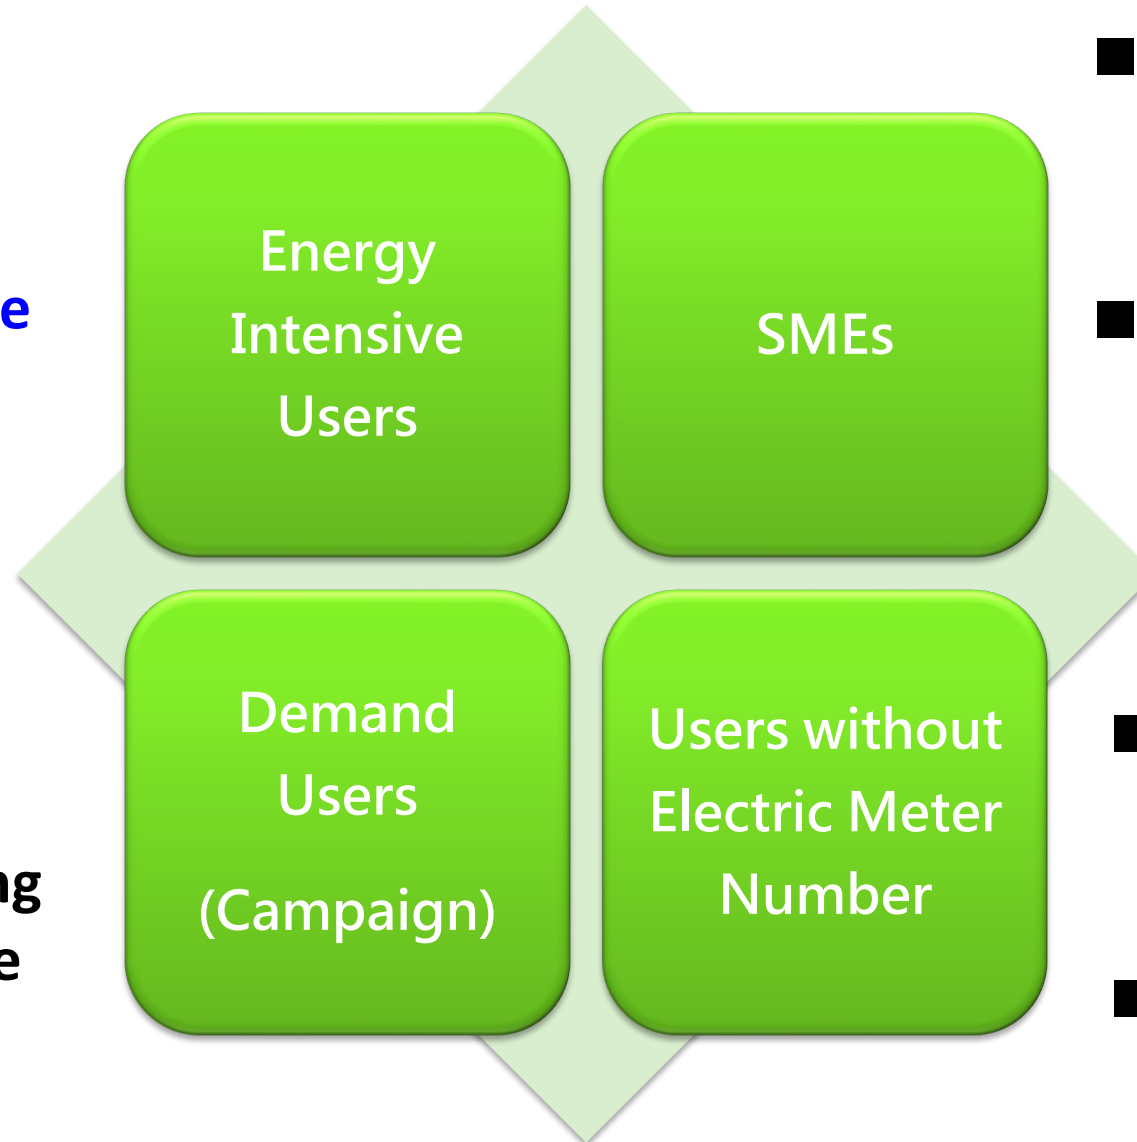 Energy
Intensive
Users
SMEs
Demand
Users
(Campaign)
Users without
Electric Meter
Number